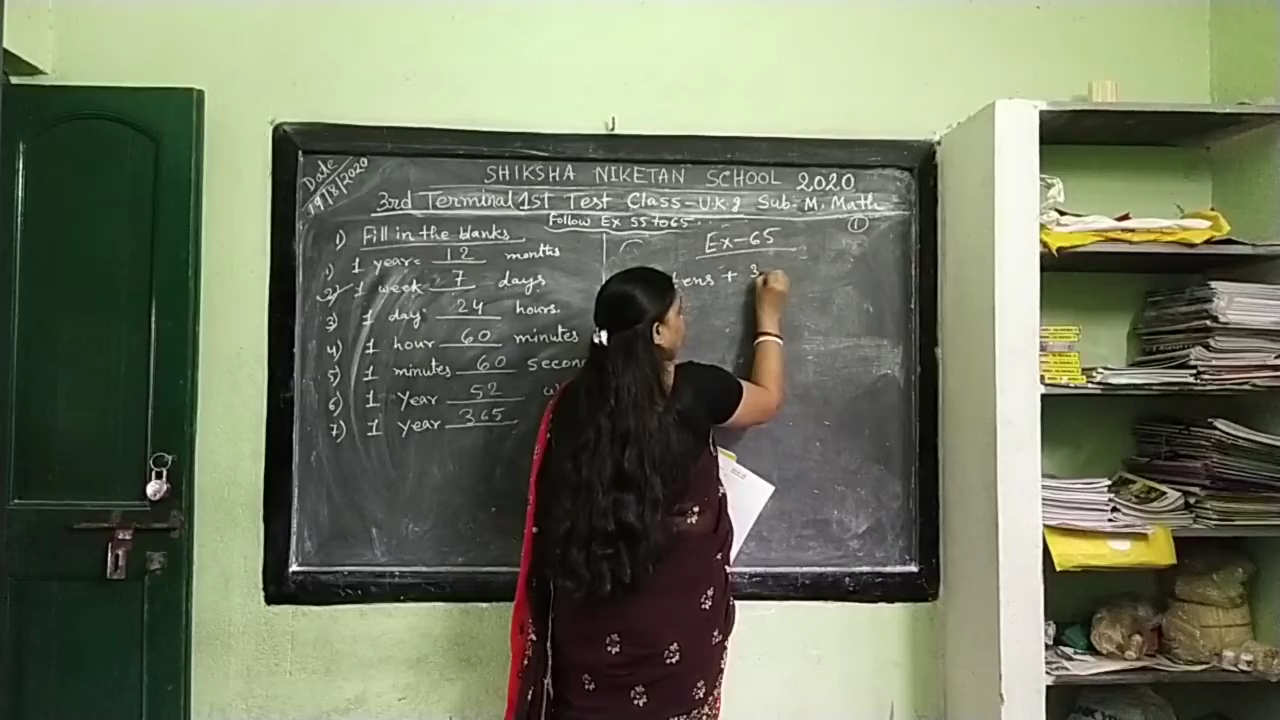 Date
19/8/2020
SHIKSHA NIKETAN SCHOOL 2020
3rd Terminal 1st Test Class-U.K.g Sub-M. Math
Follow Ex 55 to 65
1) Fill in the blanks
1) 1 year= 12 months
2) 1 week 7 days
3) 1 day 24 hours.
4) 1 hour 60 minutes
5) 1 minutes 60 Secon
6) 1 Year 52
7) 1 year 365
1
Ex-65
tens + 3